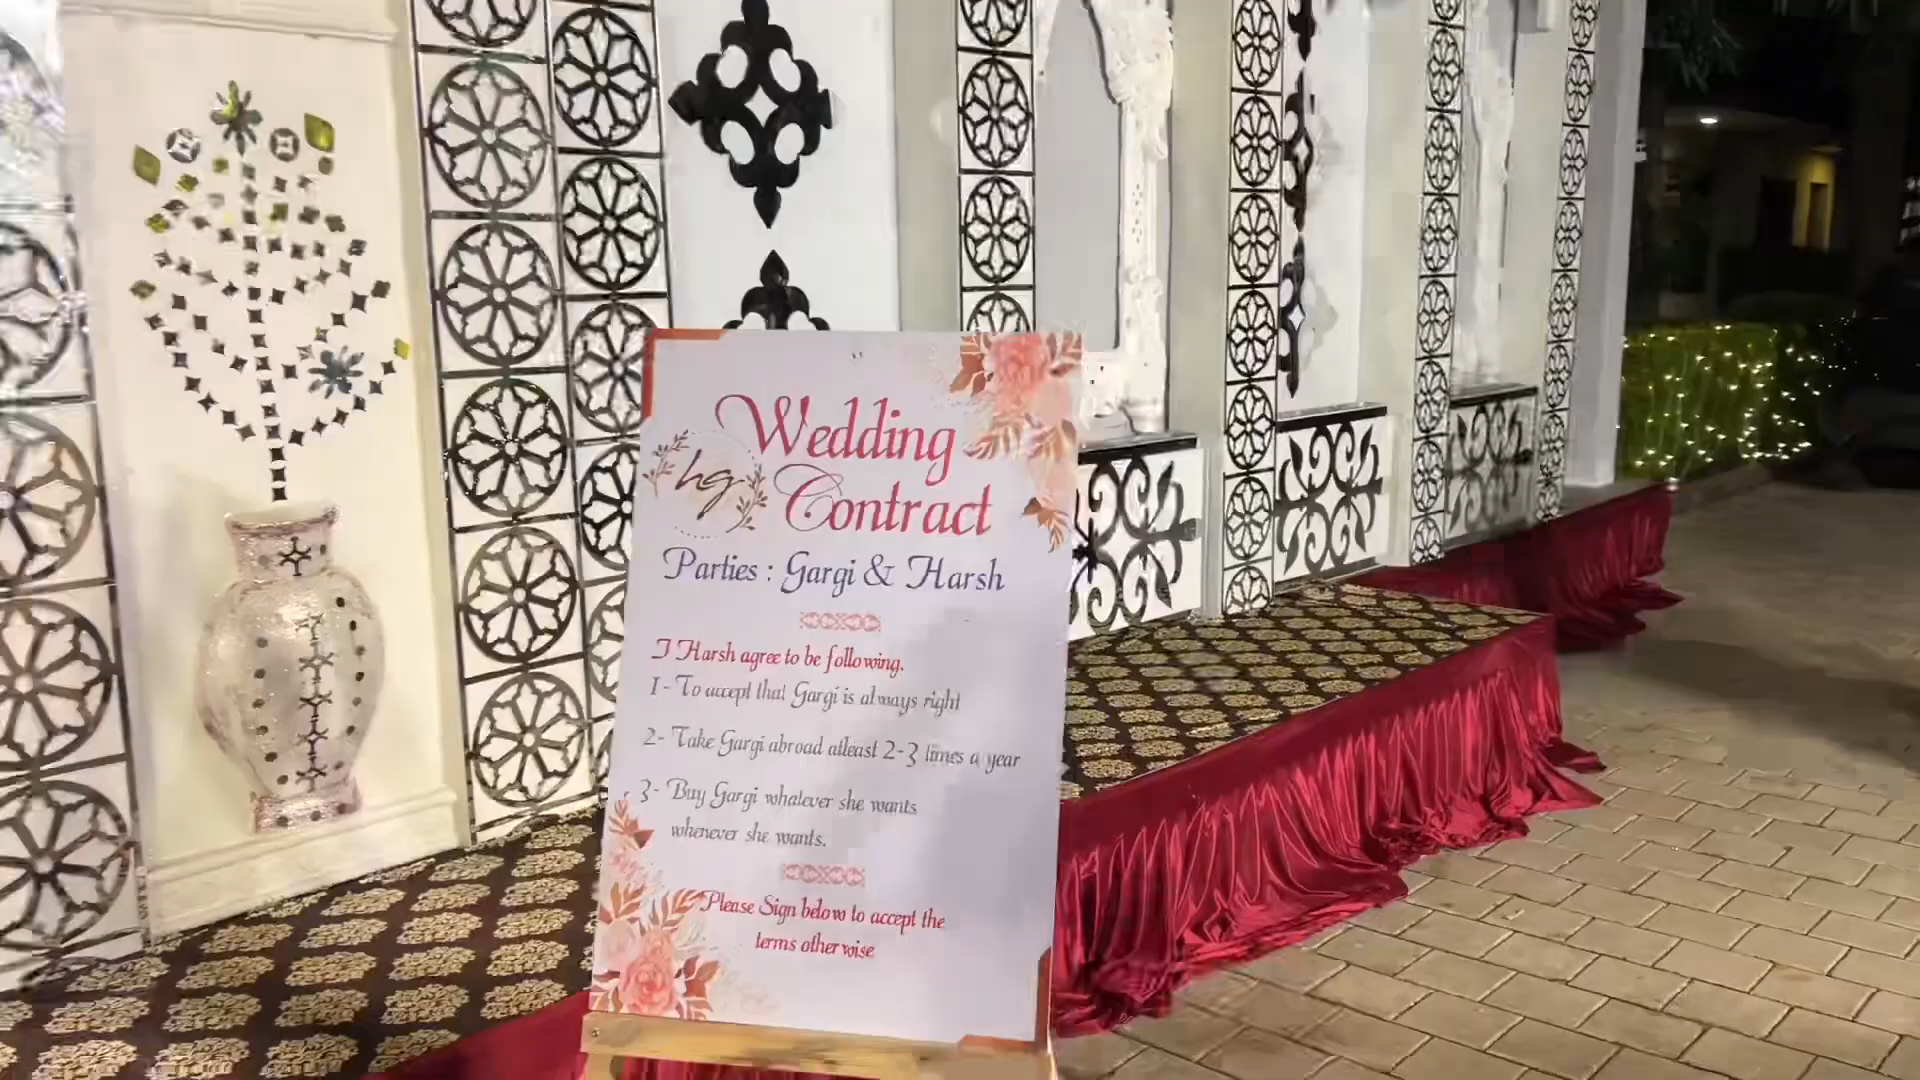 Wedding
hg
Contract
Parties : Gargi & Harsh
I Harsh agree to be following.
1- To accept that Gargi is always right
2- Take Gargi abroad atleast 2-3 times a year
3- Buy Gargi whatever she wants
whenever she wants.
Please Sign below to accept the
terms otherwise